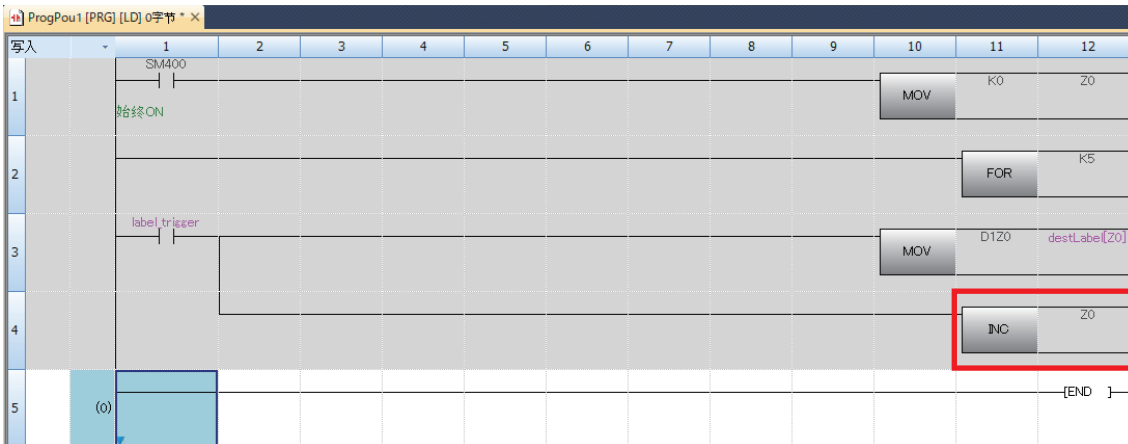 ProgPou1 [PRG] [LD] 0字节 * ×
写入 1 2 3 4 5 6 7 8 9 10 11 12
SM400
1 MOV K0 Z0
始终ON
2 FOR K5
label_trigger
3 MOV D1Z0 destLabel[Z0]
4 INC Z0
5 (0) [END ]